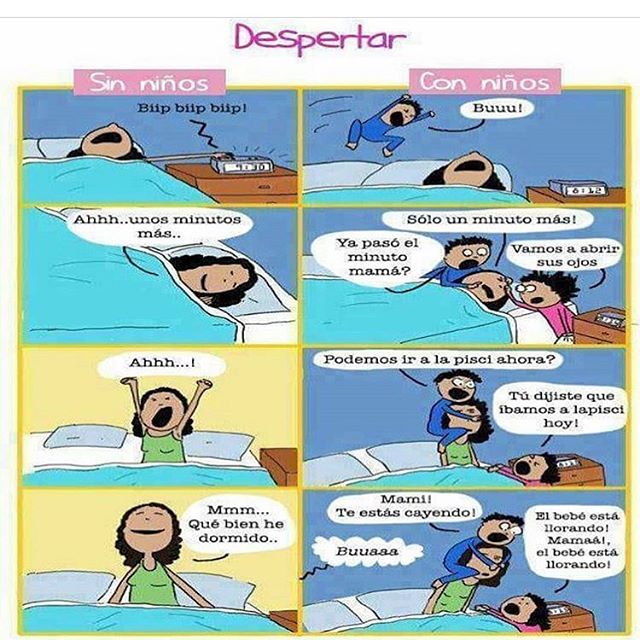 Despertar
Sin niños
Con niños
Biip biip biip!
Buuu!
6:12
Ahhh..unos minutos
más..
Sólo un minuto más!
Ya pasó el
minuto
mamá?
Vamos a abrir
sus ojos
Ahhh...!
Podemos ir a la pisci ahora?
Tú dijiste que
íbamos a lapisci
hoy!
Mmm...
Qué bien he
dormido..
Mami!
Te estás cayendo!
Buuaaa
El bebé está
llorando!
Mamaá!,
el bebé está
llorando!